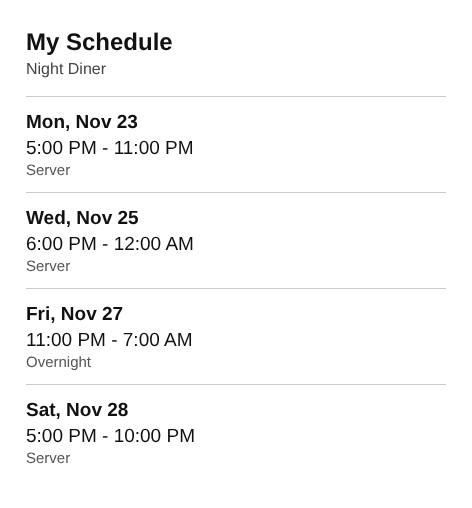 My Schedule
Night Diner
Mon, Nov 23
5:00 PM - 11:00 PM
Server
Wed, Nov 25
6:00 PM - 12:00 AM
Server
Fri, Nov 27
11:00 PM - 7:00 AM
Overnight
Sat, Nov 28
5:00 PM - 10:00 PM
Server